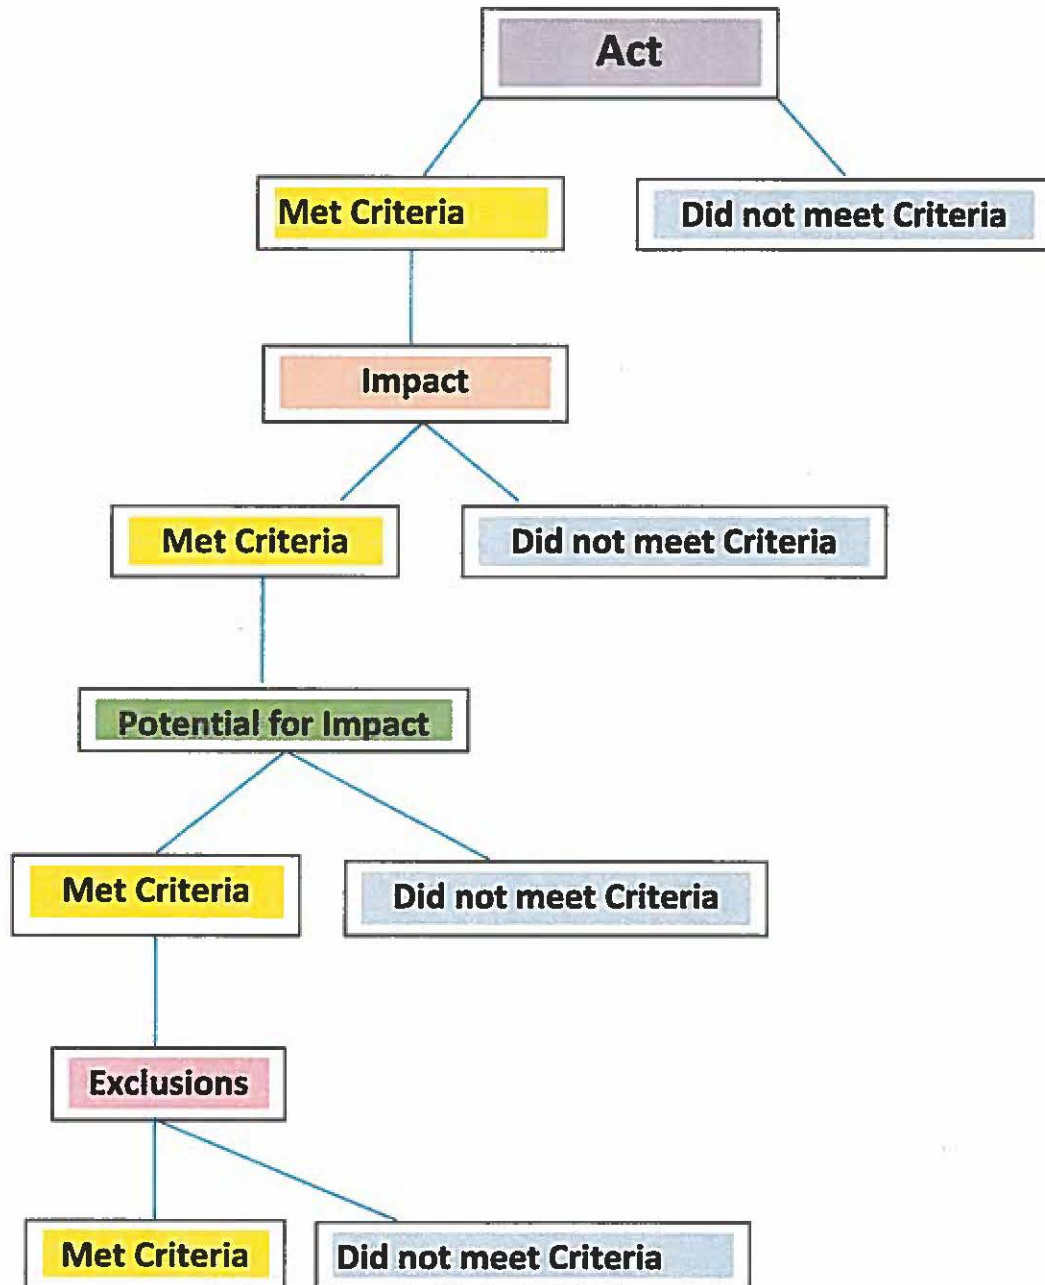 Act
Met Criteria
Did not meet Criteria
Impact
Met Criteria
Did not meet Criteria
Potential for Impact
Met Criteria
Did not meet Criteria
Exclusions
Met Criteria
Did not meet Criteria